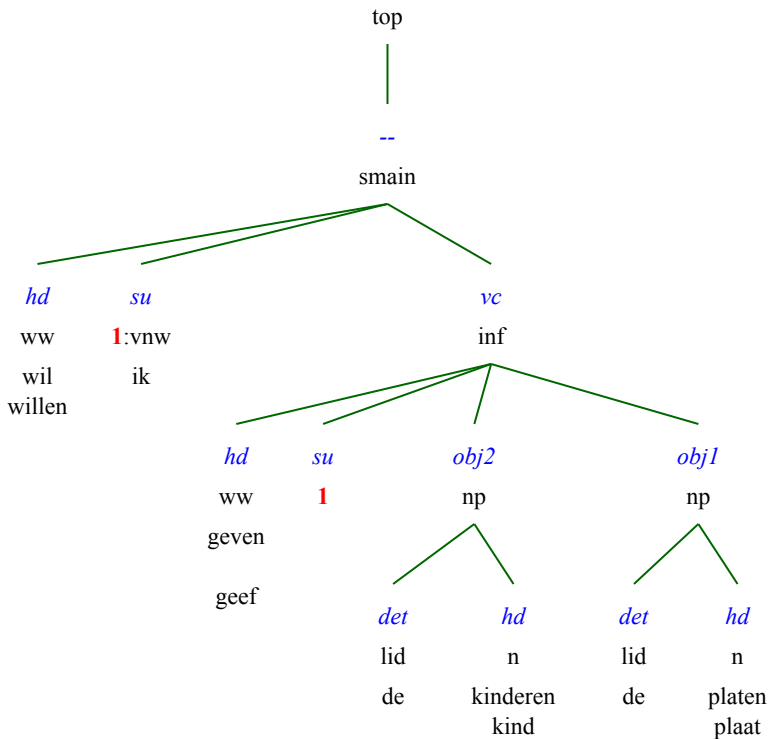 top
--
smain
hd su vc
ww 1:vnw inf
wil ik
willen
hd su obj2 obj1
ww 1 np np
geven
geef
det hd det hd
lid n lid n
de kinderen de platen
kind plaat